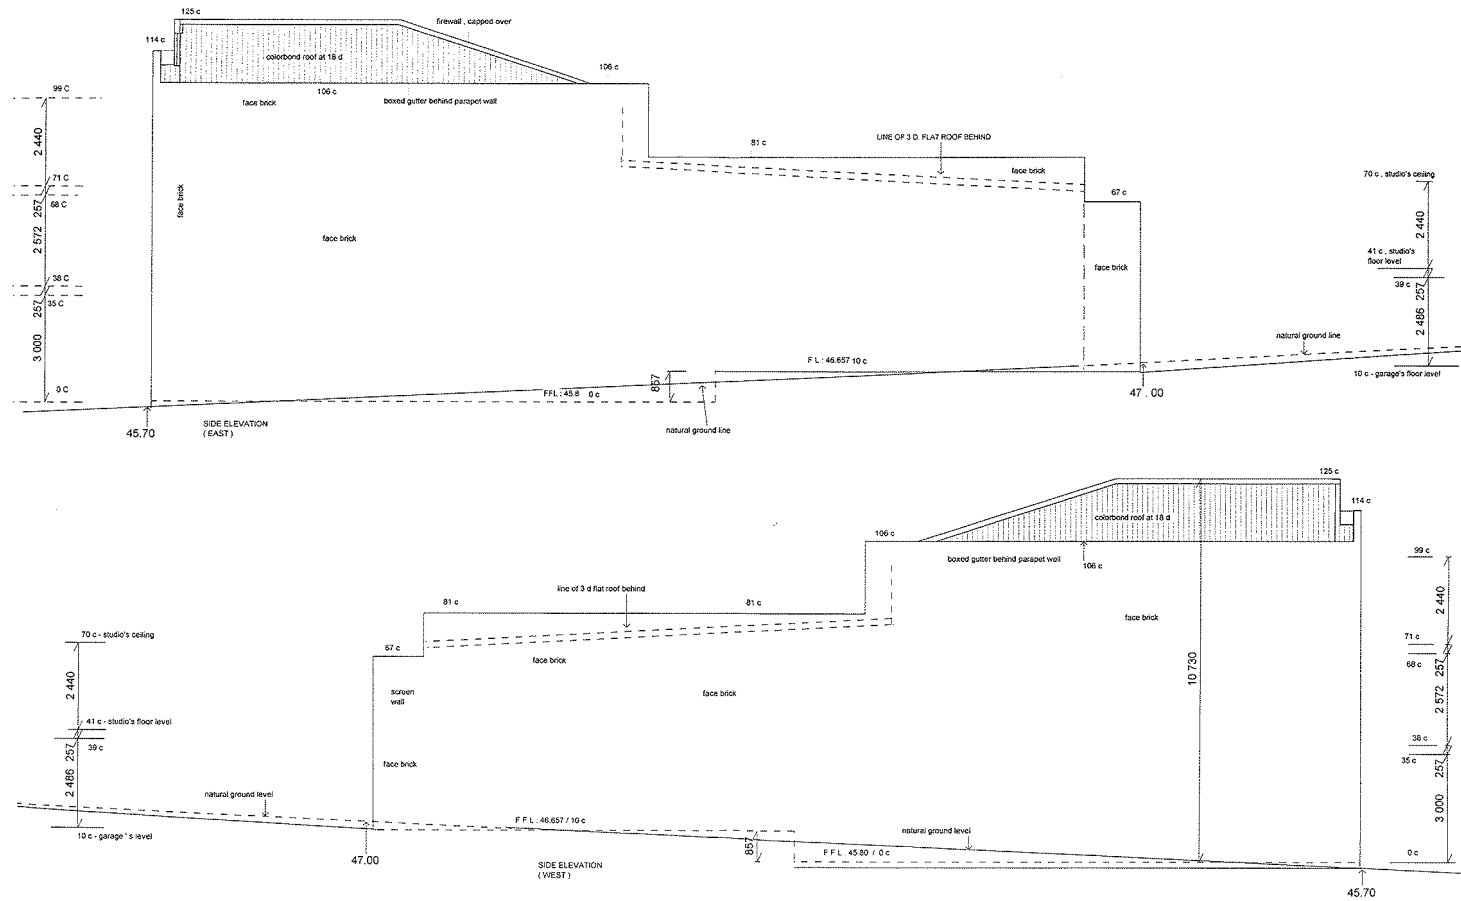 125 c
firewall , capped over
114 c
colorbond roof at 18 d
106 c
99 C
106 c
face brick
boxed gutter behind parapet wall
2 440
81 c
LINE OF 3 D. FLAT ROOF BEHIND
face brick
70 c , studio's ceiling
71 C
67 c
face brick
257
68 C
2 440
2 572
face brick
41 c , studio's
floor level
face brick
38 C
39 c
257
257
35 C
2 486
3 000
natural ground line
F L : 46.657 10 c
10 c - garage's floor level
0 C
857
FFL : 45.8 0 c
47 . 00
45.70
SIDE ELEVATION
( EAST )
natural ground line
125 c
114 c
colorbond roof at 18 d
106 c
99 c
boxed gutter behind parapet wall
106 c
line of 3 d flat roof behind
2 440
81 c
81 c
face brick
70 c - studio's ceiling
71 c
67 c
face brick
68 c
257
10 730
2 440
screen
wall
face brick
2 572
41 c - studio's floor level
39 c
38 c
257
35 c
257
face brick
2 486
natural ground level
3 000
F F L : 46.657 / 10 c
10 c - garage ' s level
natural ground level
857
F F L . 45.80 / 0 c
0 c
47.00
SIDE ELEVATION
( WEST )
45.70